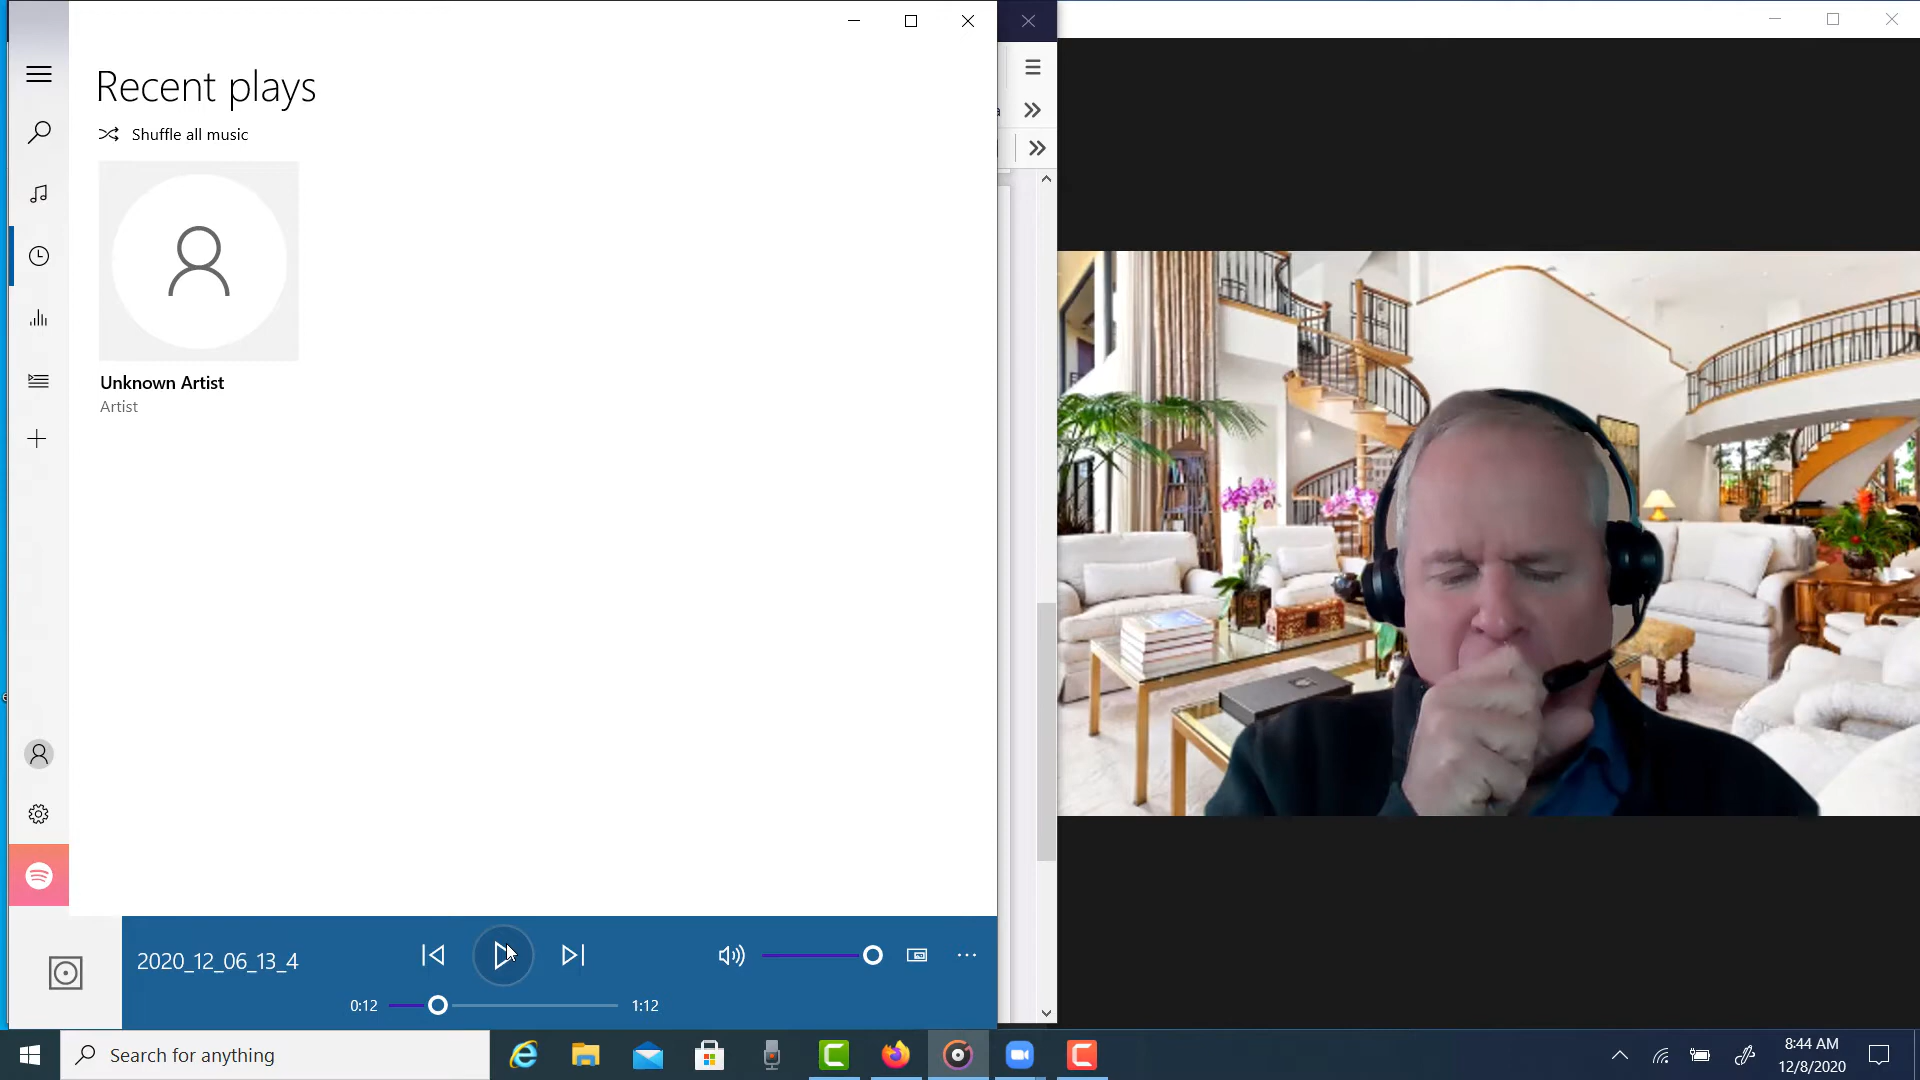 Recent plays
Shuffle all music
Unknown Artist
Artist
2020_12_06_13_4
0:12
1:12
Search for anything
8:44 AM
12/8/2020